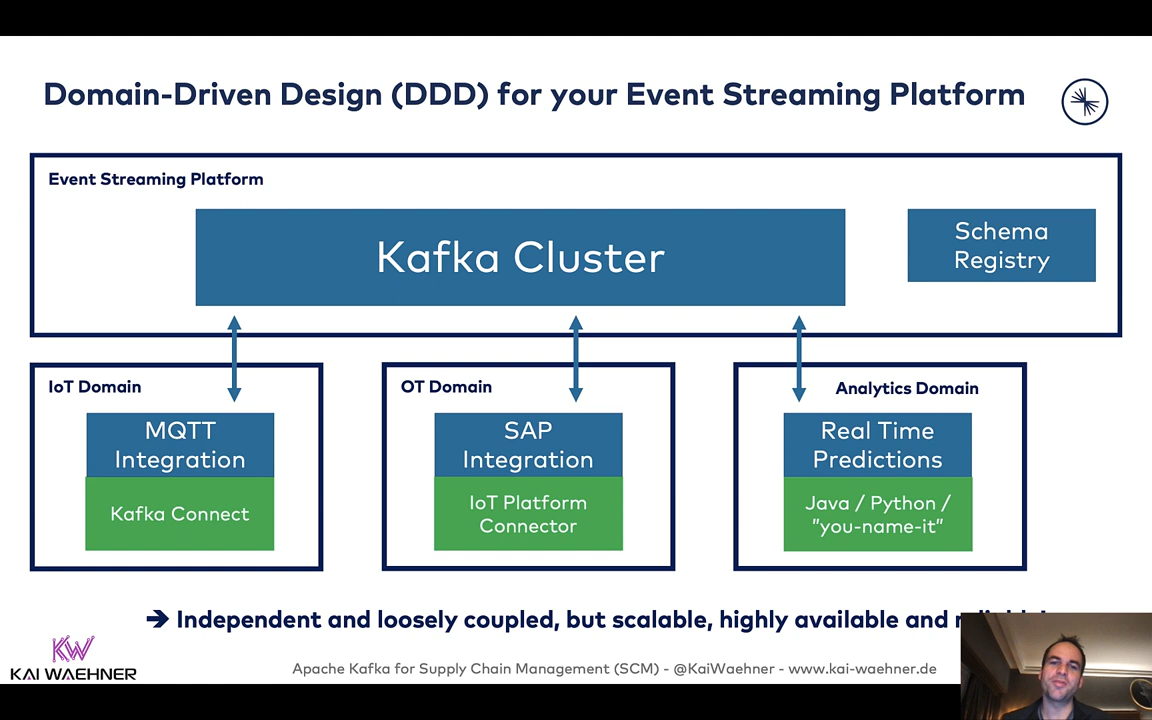 Domain-Driven Design (DDD) for your Event Streaming Platform
Event Streaming Platform
Kafka Cluster
Schema
Registry
IoT Domain
MQTT
Integration
Kafka Connect
OT Domain
SAP
Integration
IoT Platform
Connector
Analytics Domain
Real Time
Predictions
Java / Python /
"you-name-it"
➔ Independent and loosely coupled, but scalable, highly available and
KW
KAI WAEHNER
Apache Kafka for Supply Chain Management (SCM) - @KaiWaehner - www.kai-waehner.de